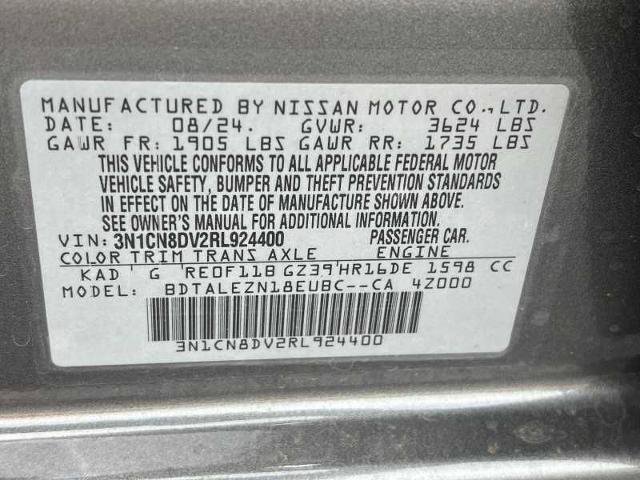 MANUFACTURED BY NISSAN MOTOR CO., LTD.
DATE: 08/24. GVWR: 3624 LBS
GAWR FR: 1905 LBS GAWR RR: 1735 LBS
THIS VEHICLE CONFORMS TO ALL APPLICABLE FEDERAL MOTOR
VEHICLE SAFETY, BUMPER AND THEFT PREVENTION STANDARDS
IN EFFECT ON THE DATE OF MANUFACTURE SHOWN ABOVE.
SEE OWNER'S MANUAL FOR ADDITIONAL INFORMATION.
VIN: 3N1CN8DV2RL924400 PASSENGER CAR.
COLOR TRIM TRANS AXLE ENGINE
KAD G RE0F11B GZ39 HR16DE 1598 CC
MODEL: BDTALEZN18EUBC--CA 4Z000
3N1CN8DV2RL924400